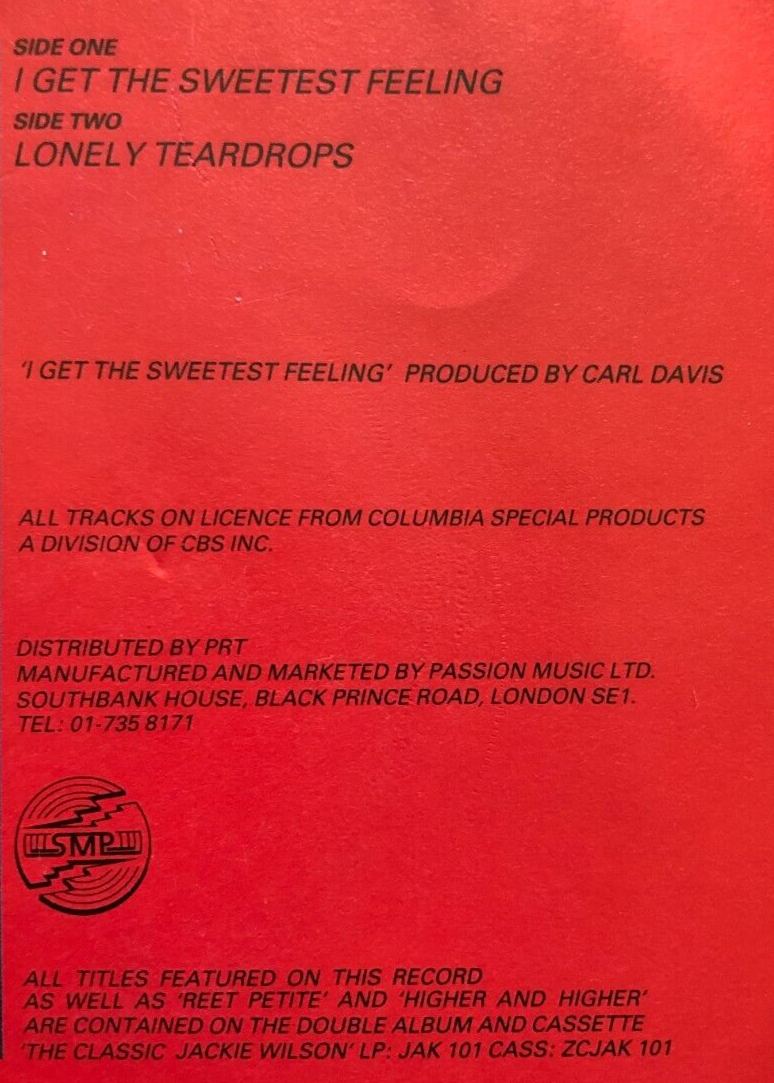 SIDE ONE
I GET THE SWEETEST FEELING
SIDE TWO
LONELY TEARDROPS
'I GET THE SWEETEST FEELING' PRODUCED BY CARL DAVIS
ALL TRACKS ON LICENCE FROM COLUMBIA SPECIAL PRODUCTS
A DIVISION OF CBS INC.
DISTRIBUTED BY PRT
MANUFACTURED AND MARKETED BY PASSION MUSIC LTD.
SOUTHBANK HOUSE, BLACK PRINCE ROAD, LONDON SE1.
TEL: 01-735 8171
SMP
ALL TITLES FEATURED ON THIS RECORD
AS WELL AS 'REET PETITE' AND 'HIGHER AND HIGHER'
ARE CONTAINED ON THE DOUBLE ALBUM AND CASSETTE
'THE CLASSIC JACKIE WILSON' LP: JAK 101 CASS: ZCJAK 101